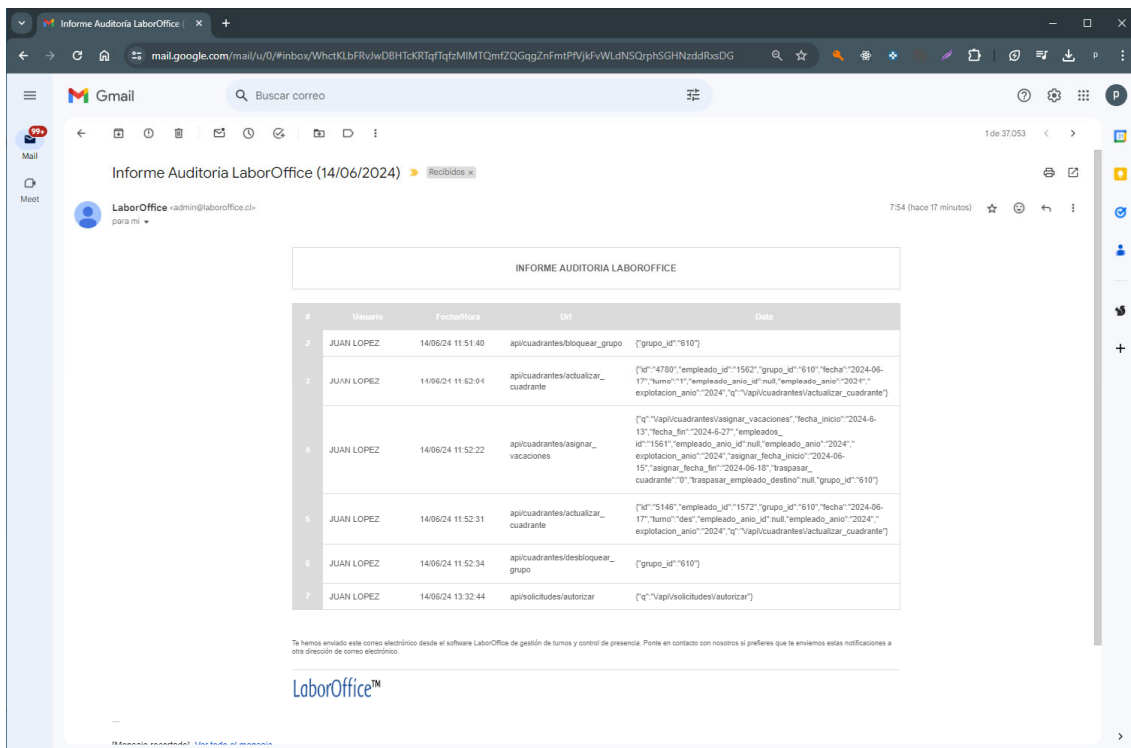 Informe Auditoría LaborOffice (
mail.google.com/mail/u/0/#inbox/WhctKLbFRvJwDBHTcKRTqfTqfzMlMTQmfZQGqgZnFmtPfVjkFvWLdNSQrphSGHNzddRxsDG
P
Gmail
Buscar correo
P
99+
Mail
Meet
1 de 37.053
Informe Auditoría LaborOffice (14/06/2024)
Recibidos ×
LaborOffice <admin@laboroffice.cl>
7:54 (hace 17 minutos)
para mí
INFORME AUDITORIA LABOROFFICE
# Usuario Fecha/Hora Url Data
2 JUAN LOPEZ 14/06/24 11:51:40 api/cuadrantes/bloquear_grupo {"grupo_id":"610"}
3 JUAN LOPEZ 14/06/24 11:52:04 api/cuadrantes/actualizar_
cuadrante
{"id":"4780","empleado_id":"1562","grupo_id":"610","fecha":"2024-06-
17","turno":"1","empleado_anio_id":null,"empleado_anio":"2024","
explotacion_anio":"2024","q":"\/api\/cuadrantes\/actualizar_cuadrante"}
4 JUAN LOPEZ 14/06/24 11:52:22 api/cuadrantes/asignar_
vacaciones
{"q":"\/api\/cuadrantes\/asignar_vacaciones","fecha_inicio":"2024-6-
13","fecha_fin":"2024-6-27","empleados_
id":"1561","empleado_anio_id":null,"empleado_anio":"2024","
explotacion_anio":"2024","asignar_fecha_inicio":"2024-06-
15","asignar_fecha_fin":"2024-06-18","traspasar_
cuadrante":"0","traspasar_empleado_destino":null,"grupo_id":"610"}
5 JUAN LOPEZ 14/06/24 11:52:31 api/cuadrantes/actualizar_
cuadrante
{"id":"5146","empleado_id":"1572","grupo_id":"610","fecha":"2024-06-
17","turno":"des","empleado_anio_id":null,"empleado_anio":"2024","
explotacion_anio":"2024","q":"\/api\/cuadrantes\/actualizar_cuadrante"}
6 JUAN LOPEZ 14/06/24 11:52:34 api/cuadrantes/desbloquear_
grupo
{"grupo_id":"610"}
7 JUAN LOPEZ 14/06/24 13:32:44 api/solicitudes/autorizar {"q":"\/api\/solicitudes\/autorizar"}
Te hemos enviado este correo electrónico desde el software LaborOffice de gestión de turnos y control de presencia. Ponte en contacto con nosotros si prefieres que te enviemos estas notificaciones a
otra dirección de correo electrónico.
LaborOffice™
...
[Mensaje recortado] Ver todo el mensaje